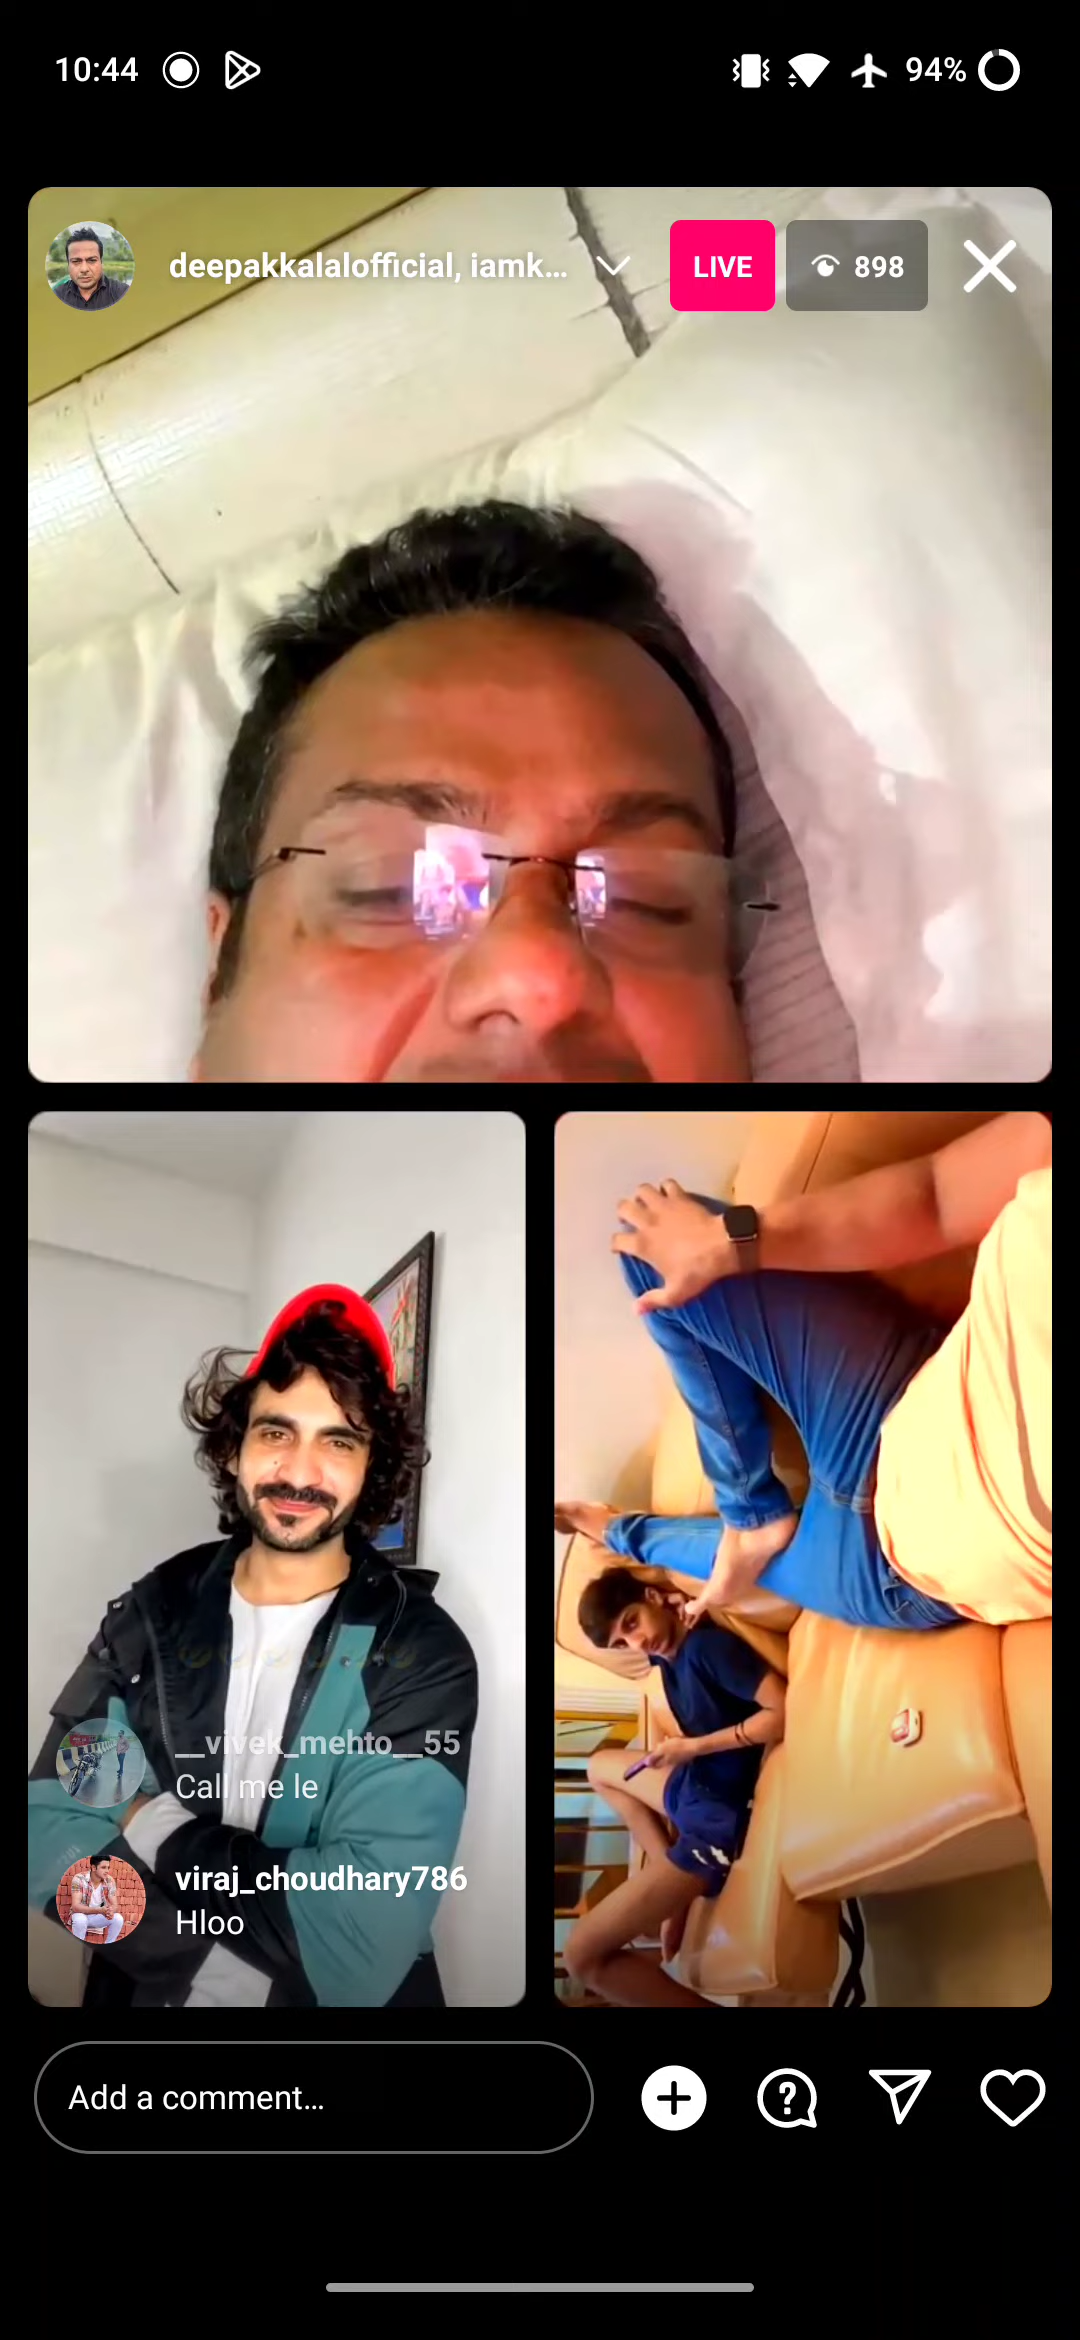 10:44
94%
deepakkalalofficial, iamk...
LIVE
898
__vivek_mehto__55
Call me le
viraj_choudhary786
Hloo
Add a comment...